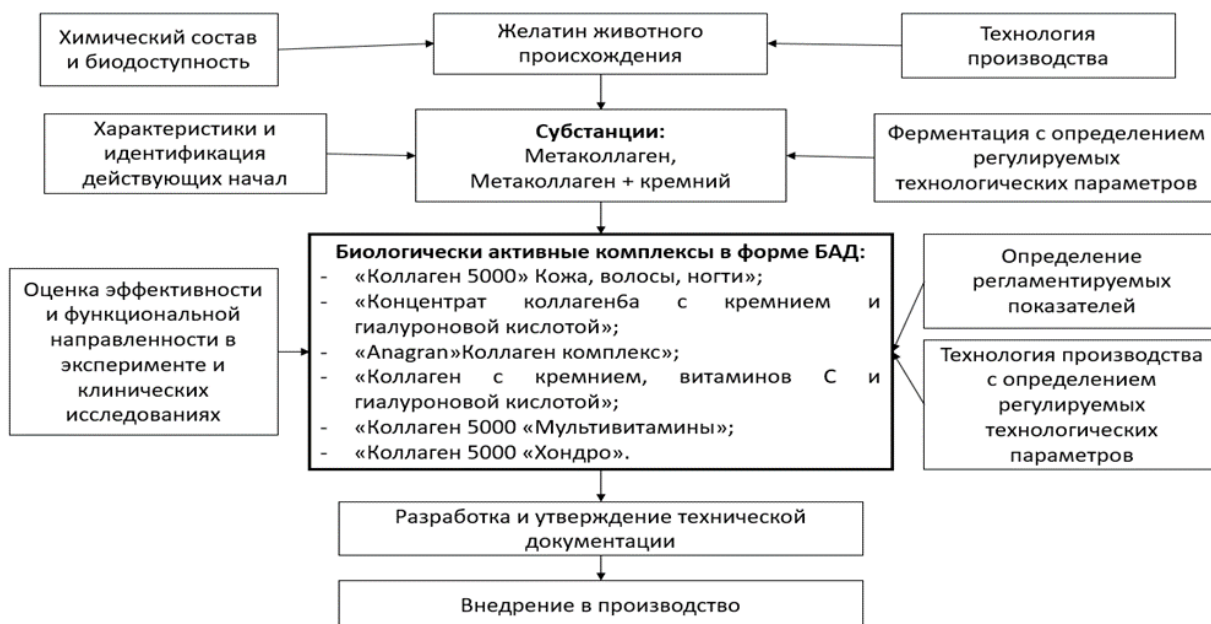 Химический состав
и биодоступность
Желатин животного
происхождения
Технология
производства
Характеристики и
идентификация
действующих начал
Субстанции:
Метаколлаген,
Метаколлаген + кремний
Ферментация с определением
регулируемых
технологических параметров
Оценка эффективности
и функциональной
направленности в
эксперименте и
клинических
исследованиях
Биологически активные комплексы в форме БАД:
- «Коллаген 5000» Кожа, волосы, ногти»;
- «Концентрат коллаген6а с кремнием и
гиалуроновой кислотой»;
- «Anagran»Коллаген комплекс»;
- «Коллаген с кремнием, витаминов С и
гиалуроновой кислотой»;
- «Коллаген 5000 «Мультивитамины»;
- «Коллаген 5000 «Хондро».
Определение
регламентируемых
показателей
Технология производства
с определением
регулируемых
технологических
параметров
Разработка и утверждение технической
документации
Внедрение в производство